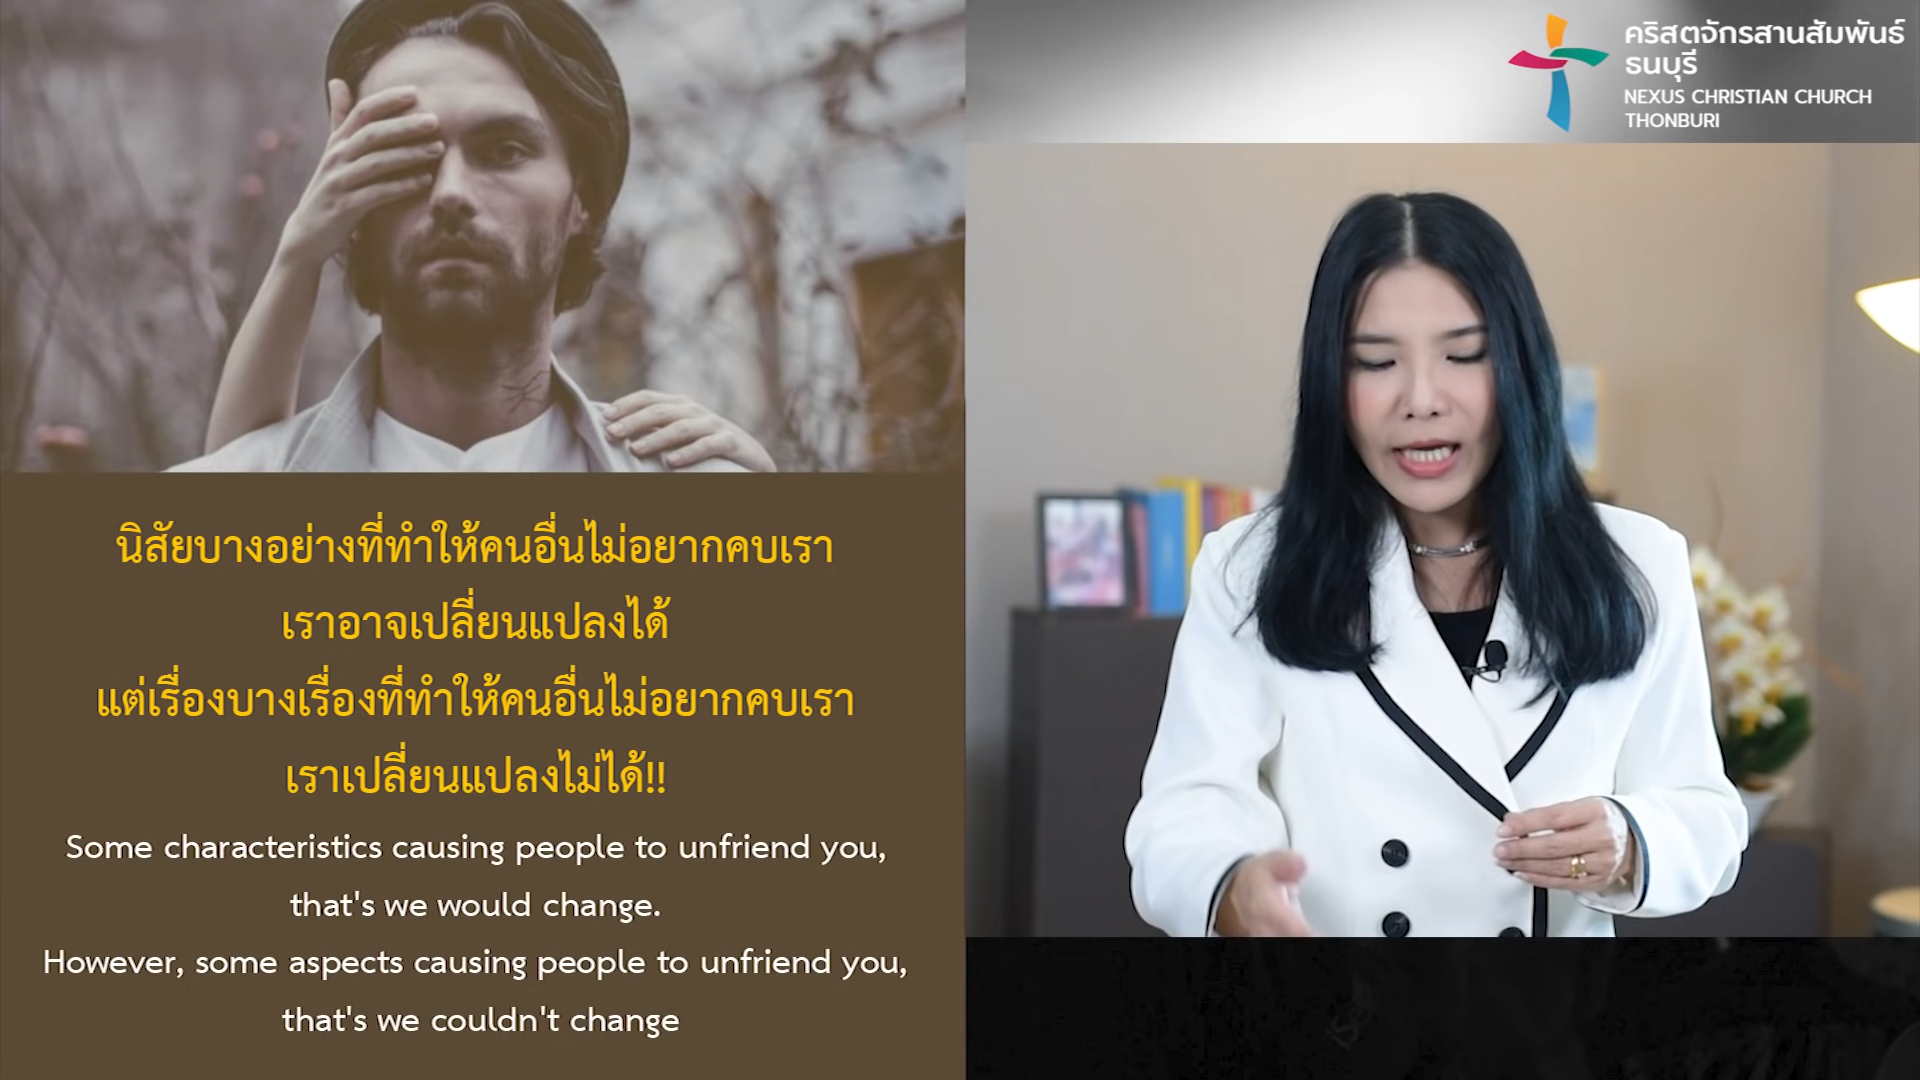 คริสตจักรสานสัมพันธ์
ธนบุรี
NEXUS CHRISTIAN CHURCH
THONBURI
นิสัยบางอย่างที่ทำให้คนอื่นไม่อยากคบเรา
เราอาจเปลี่ยนแปลงได้
แต่เรื่องบางเรื่องที่ทำให้คนอื่นไม่อยากคบเรา
เราเปลี่ยนแปลงไม่ได้!!
Some characteristics causing people to unfriend you,
that's we would change.
However, some aspects causing people to unfriend you,
that's we couldn't change